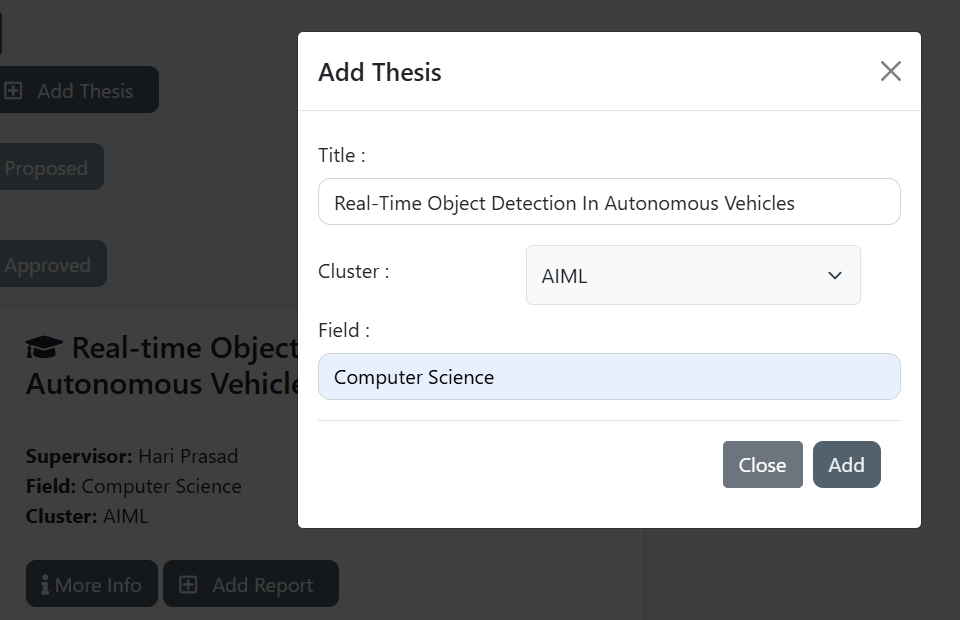 Add Thesis
Add Thesis
Title :
Proposed
Real-Time Object Detection In Autonomous Vehicles
Cluster :
AIML
Approved
Field :
Real-time Object
Computer Science
Autonomous
Supervisor: Hari Prasad
Field: Computer Science
Close
Add
Cluster: AIML
More Info
Add Report